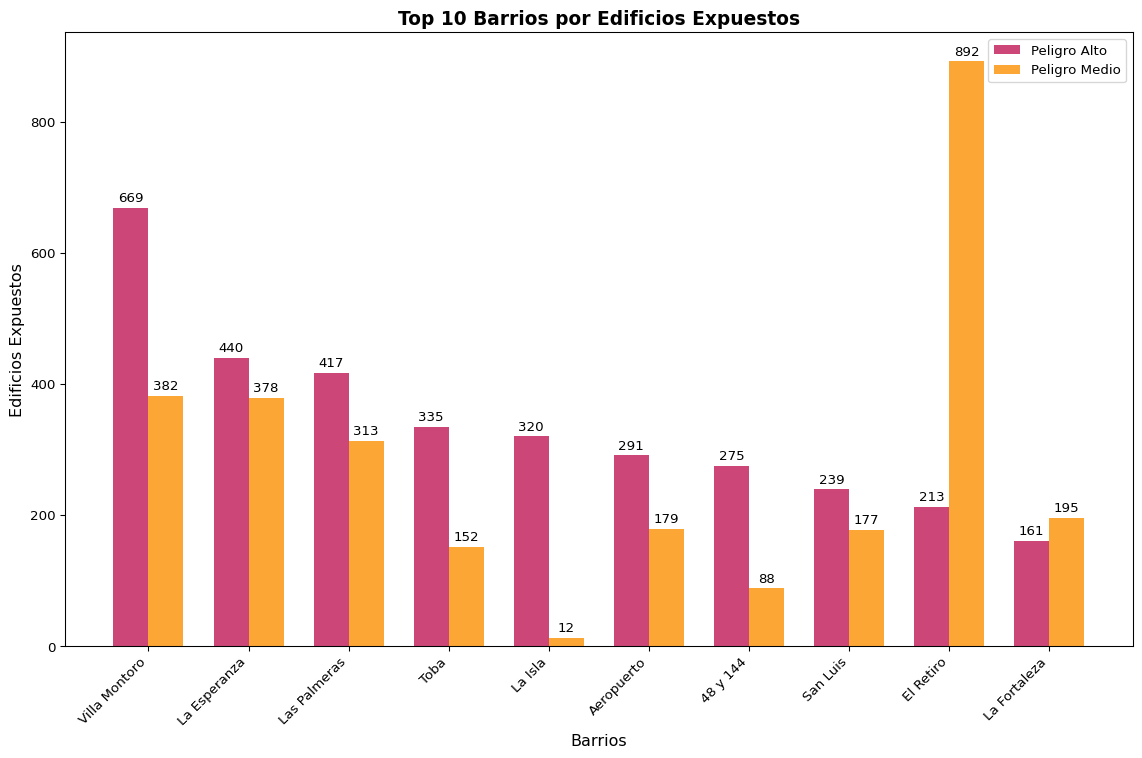 Top 10 Barrios por Edificios Expuestos
Peligro Alto
Peligro Medio
Edificios Expuestos
800
600
400
200
0
669
382
440
378
417
313
335
152
320
12
291
179
275
88
239
177
213
892
161
195
Villa Montoro
La Esperanza
Las Palmeras
Toba
La Isla
Aeropuerto
48 y 144
San Luis
El Retiro
La Fortaleza
Barrios